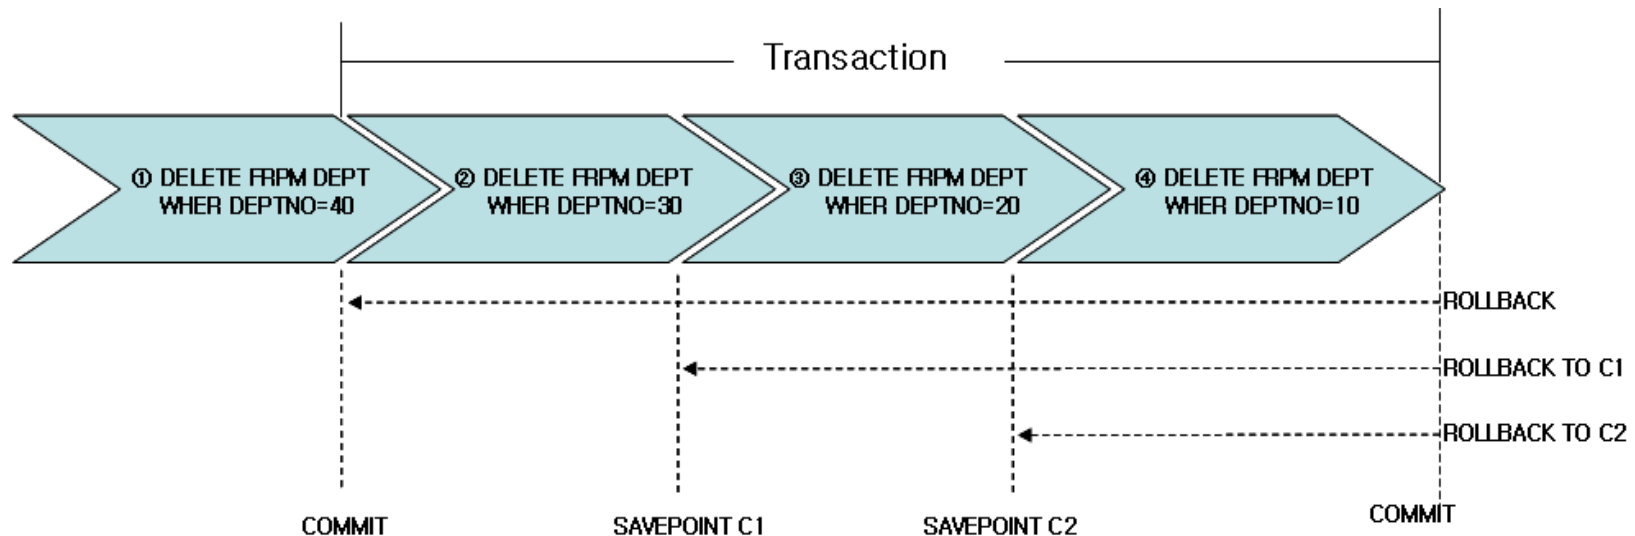 Transaction
① DELETE FRPM DEPT
WHER DEPTNO=40
② DELETE FRPM DEPT
WHER DEPTNO=30
③ DELETE FRPM DEPT
WHER DEPTNO=20
④ DELETE FRPM DEPT
WHER DEPTNO=10
ROLLBACK
ROLLBACK TO C1
ROLLBACK TO C2
COMMIT
SAVEPOINT C1
SAVEPOINT C2
COMMIT